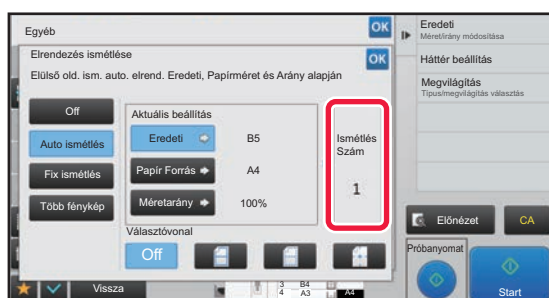 Egyéb
OK
Elrendezés ismétlése
OK
Elülső old. ism. auto. elrend. Eredeti, Papírméret és Arány alapján
Off
Auto ismétlés
Fix ismétlés
Több fénykép
Aktuális beállítás
Eredeti
B5
Papír Forrás
A4
Méretarány
100%
Ismétlés
Szám
1
Választóvonal
Off
Vissza
3 B4
4 A3
A4
Eredeti
Méret/irány módosítása
Háttér beállítás
Megvilágítás
Típus/megvilágítás választás
Előnézet
CA
Próbanyomat
Start